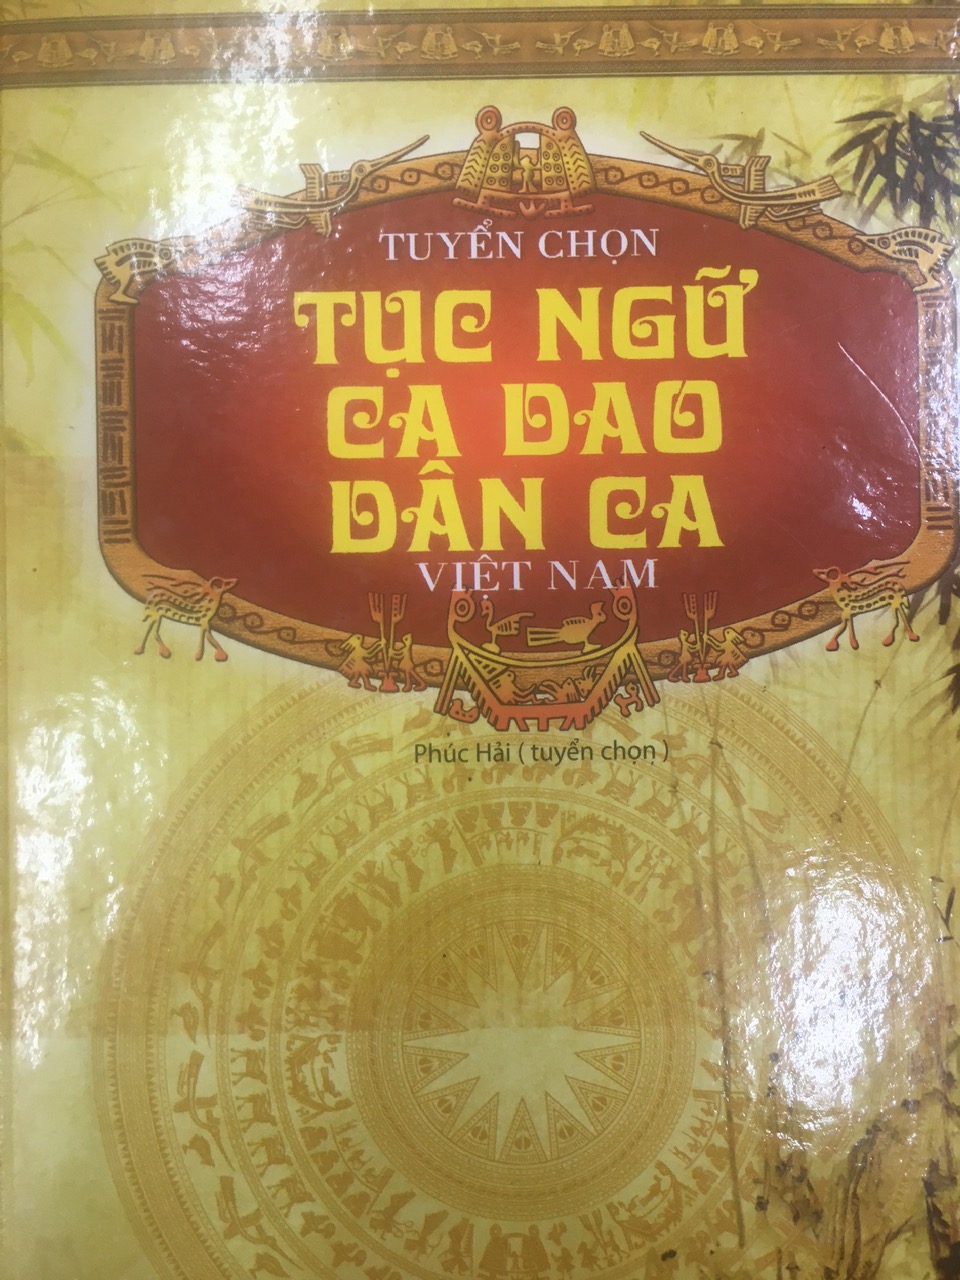 TUYỂN CHỌN
TỤC NGỮ
CA DAO
DÂN CA
VIỆT NAM
Phúc Hải ( tuyển chọn )